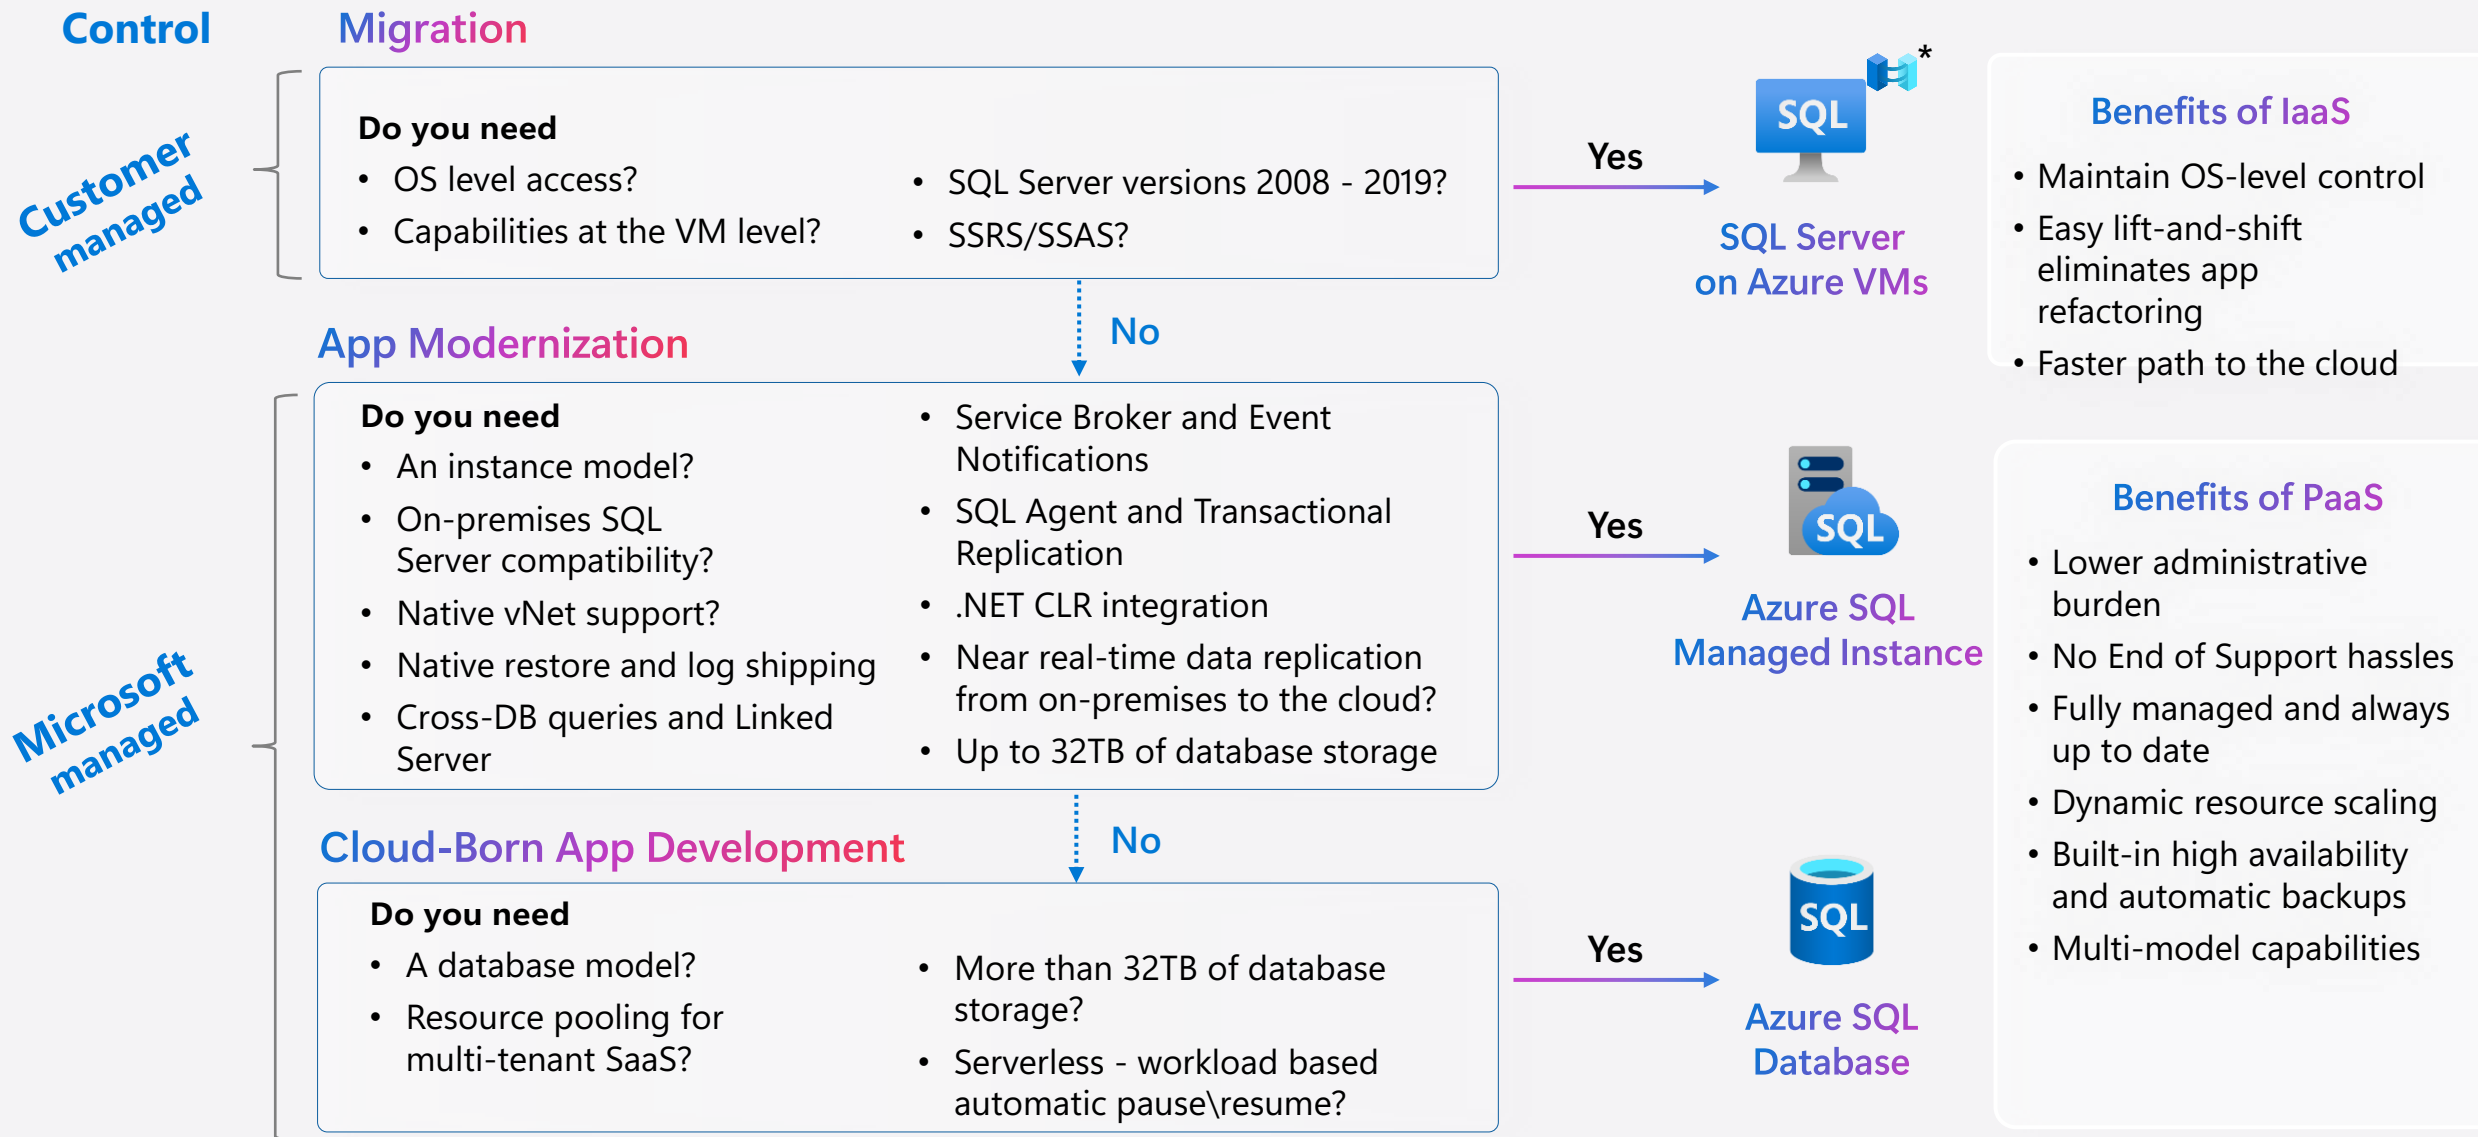 Control
Migration
Customer
managed
Do you need
• OS level access?
• Capabilities at the VM level?
• SQL Server versions 2008 - 2019?
• SSRS/SSAS?
Yes
SQL
*
SQL Server
on Azure VMs
Benefits of IaaS
• Maintain OS-level control
• Easy lift-and-shift
eliminates app
refactoring
• Faster path to the cloud
No
App Modernization
Microsoft
managed
Do you need
• An instance model?
• On-premises SQL
Server compatibility?
• Native vNet support?
• Native restore and log shipping
• Cross-DB queries and Linked
Server
• Service Broker and Event
Notifications
• SQL Agent and Transactional
Replication
• .NET CLR integration
• Near real-time data replication
from on-premises to the cloud?
• Up to 32TB of database storage
Yes
SQL
Azure SQL
Managed Instance
Benefits of PaaS
• Lower administrative
burden
• No End of Support hassles
• Fully managed and always
up to date
• Dynamic resource scaling
• Built-in high availability
and automatic backups
• Multi-model capabilities
No
Cloud-Born App Development
Do you need
• A database model?
• Resource pooling for
multi-tenant SaaS?
• More than 32TB of database
storage?
• Serverless - workload based
automatic pause\resume?
Yes
SQL
Azure SQL
Database